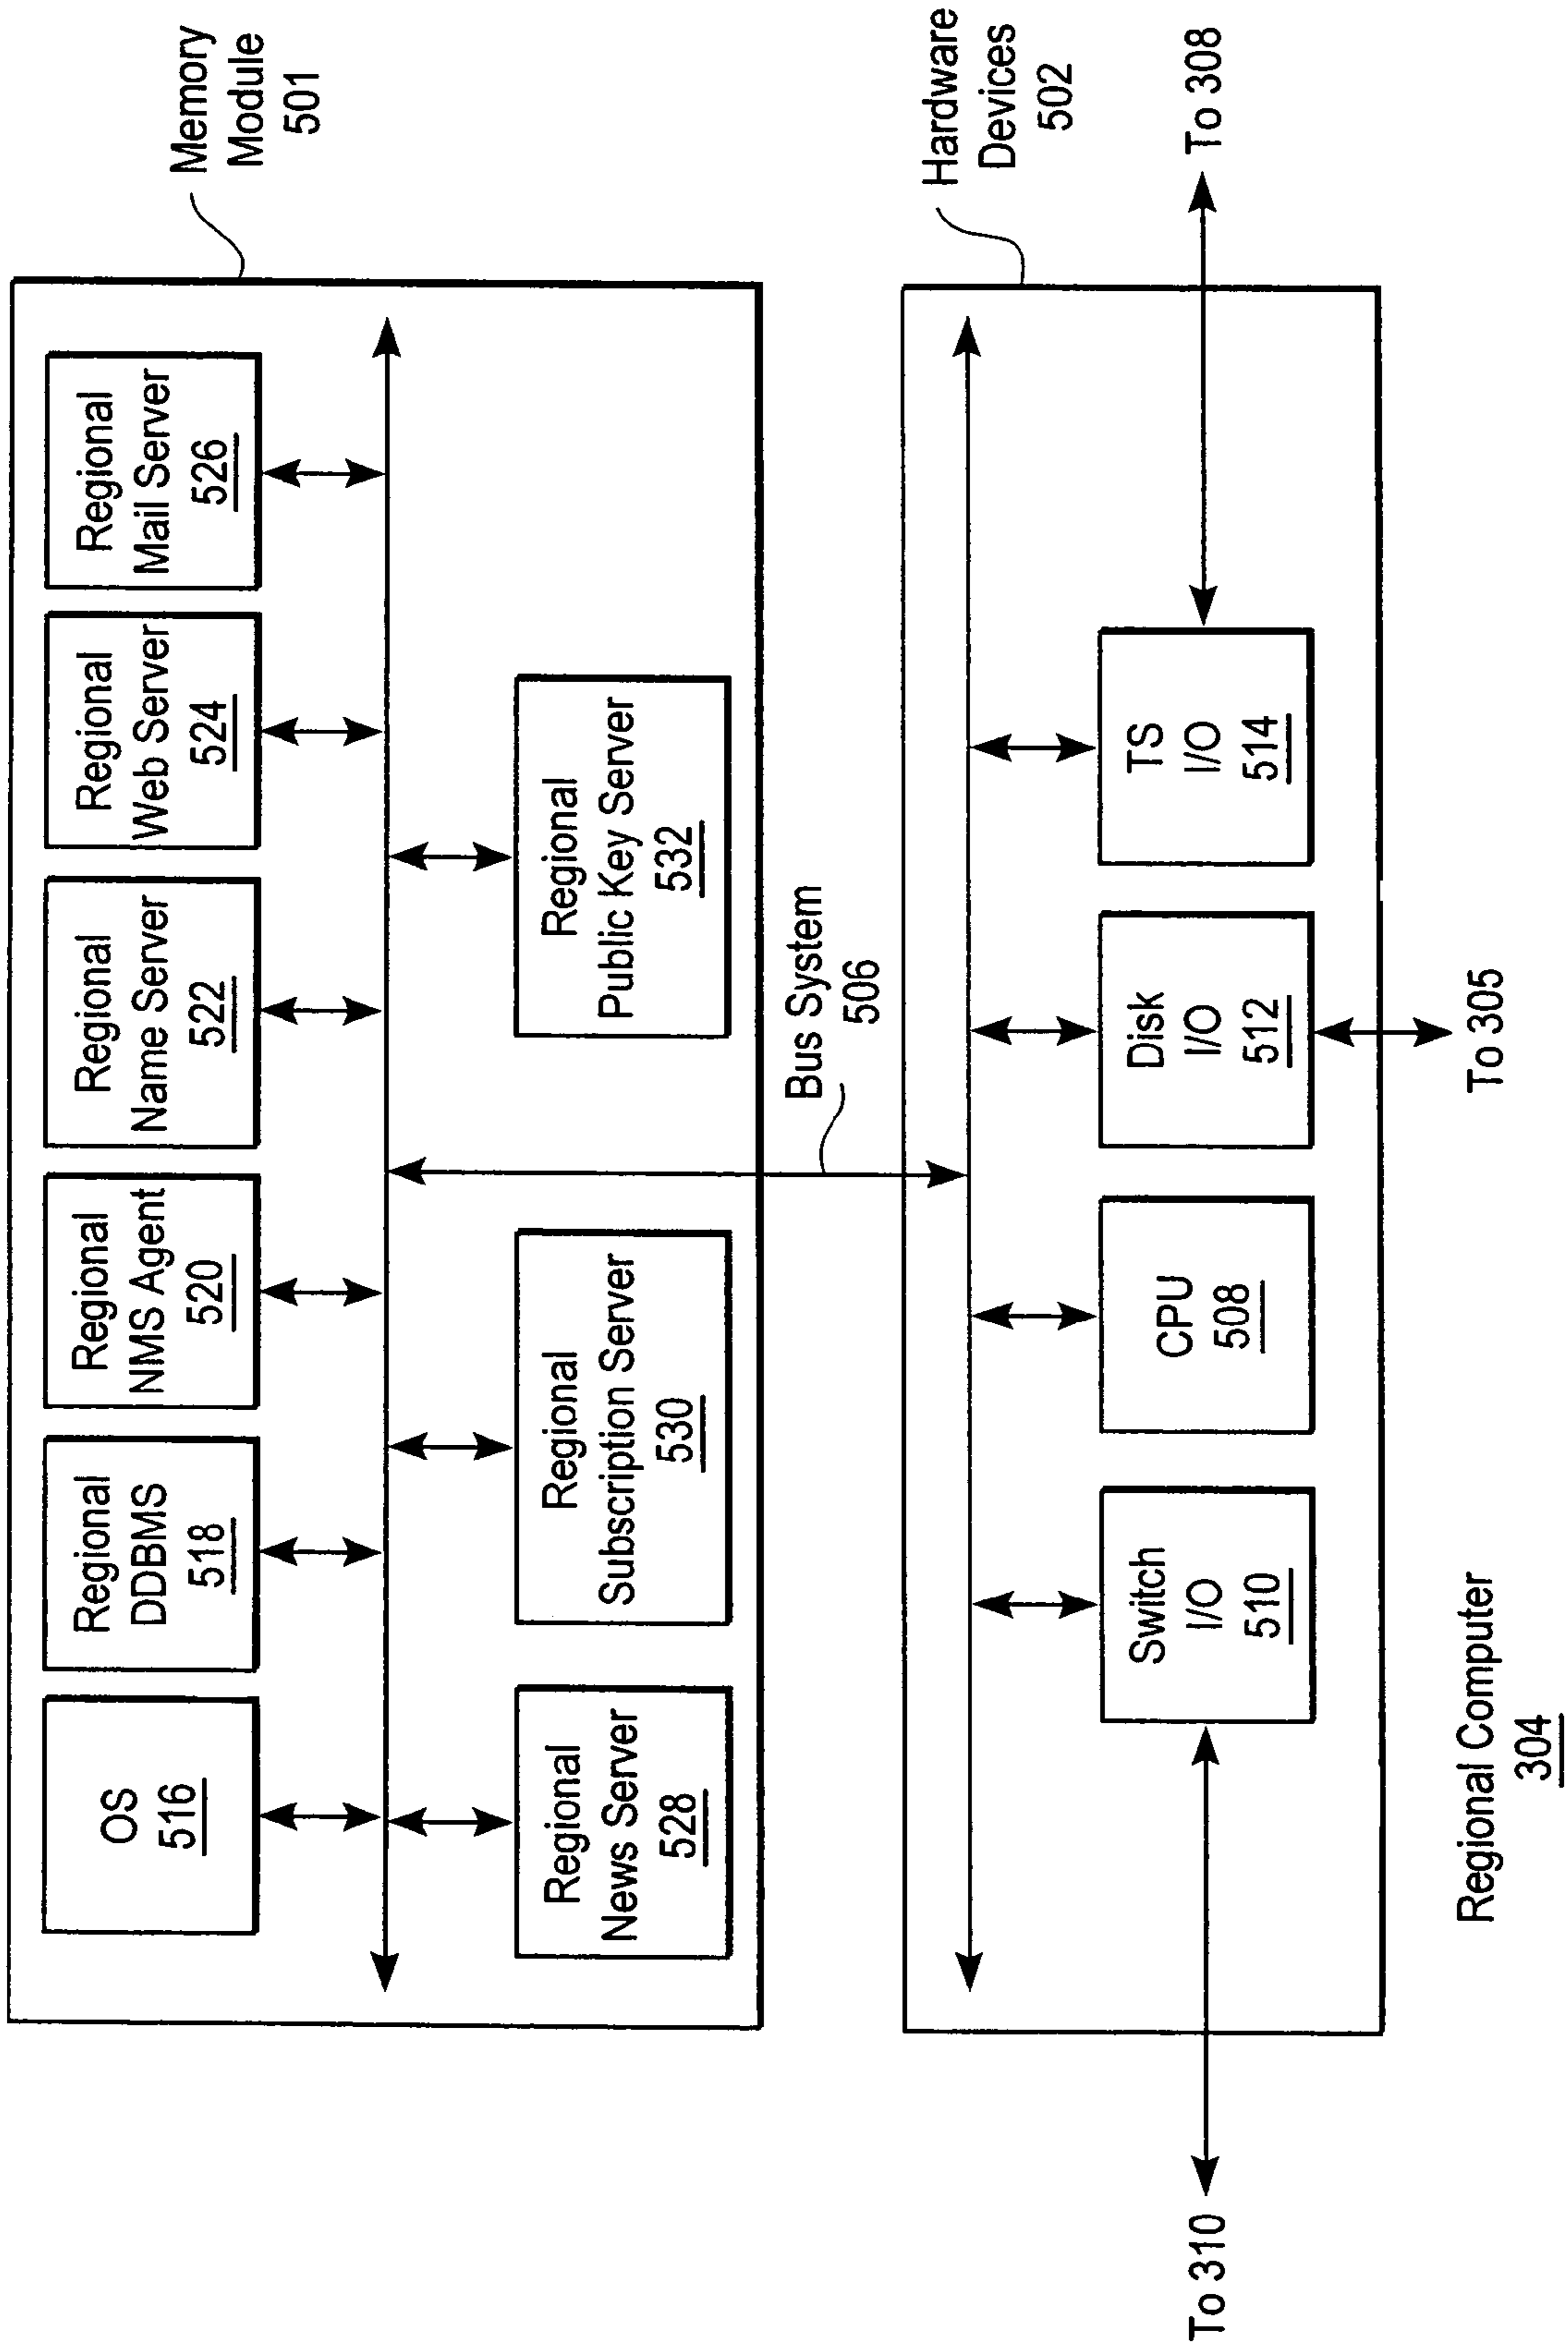 OS
516
Regional
DDBMS
518
Regional
NMS Agent
520
Regional
Name Server
522
Regional
Web Server
524
Regional
Mail Server
526
Memory
Module
501
Regional
News Server
528
Regional
Subscription Server
530
Regional
Public Key Server
532
Bus System
506
Hardware
Devices
502
To 310
Switch
I/O
510
CPU
508
Disk
I/O
512
TS
I/O
514
To 308
To 305
Regional Computer
304